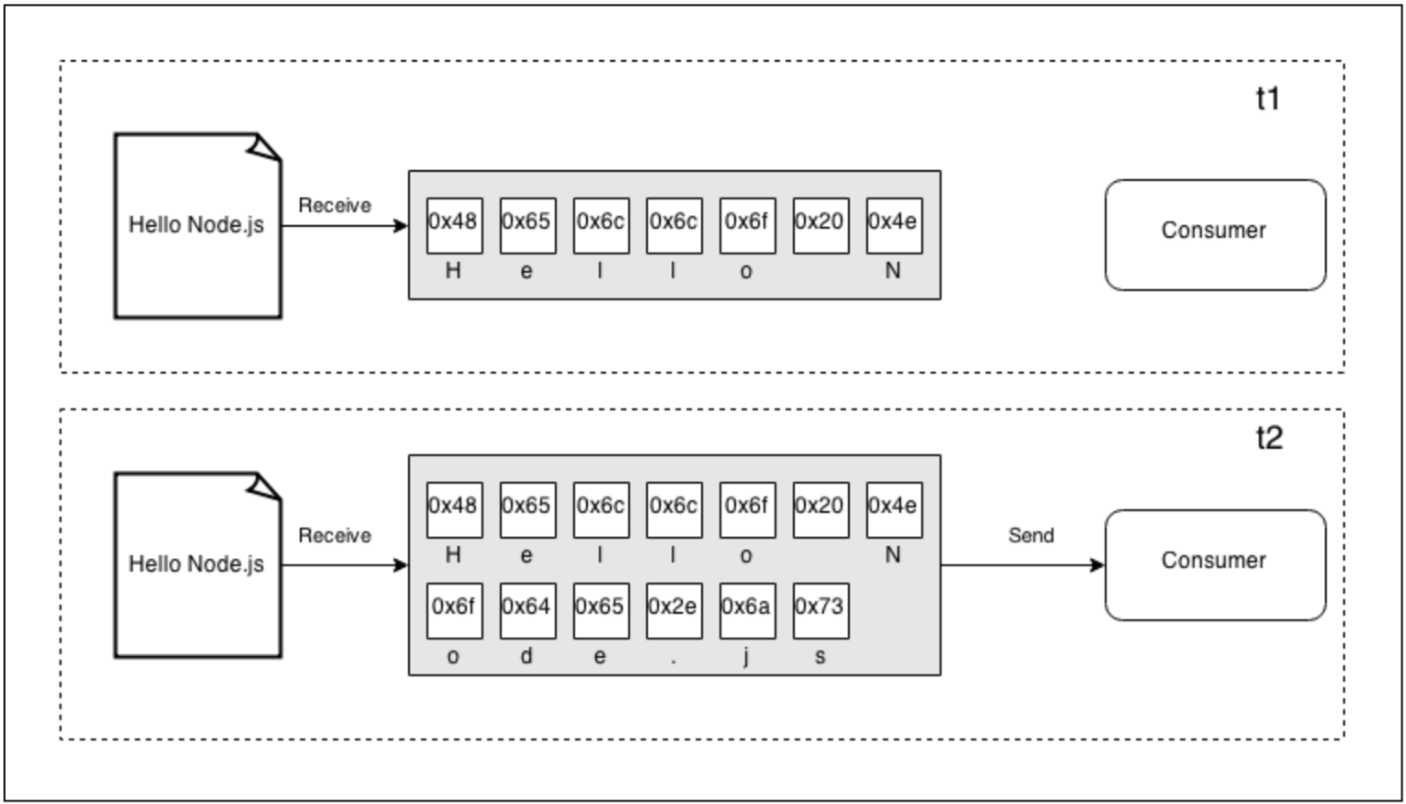 t1
Hello Node.js
Receive
0x48 0x65 0x6c 0x6c 0x6f 0x20 0x4e
H e l l o N
Consumer
t2
Hello Node.js
Receive
0x48 0x65 0x6c 0x6c 0x6f 0x20 0x4e
H e l l o N
0x6f 0x64 0x65 0x2e 0x6a 0x73
o d e . j s
Send
Consumer